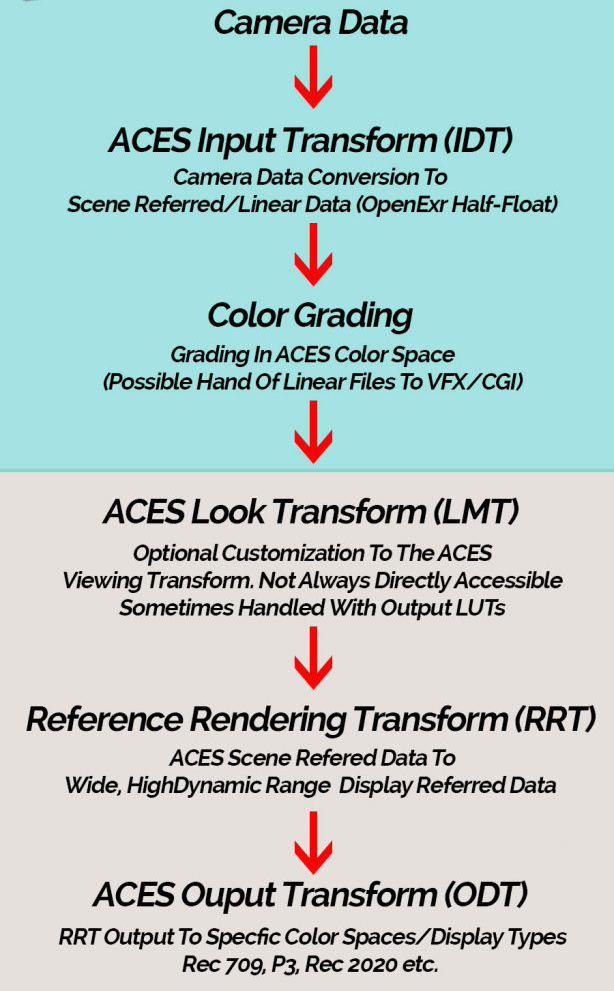 Camera Data
ACES Input Transform (IDT)
Camera Data Conversion To
Scene Referred/Linear Data (OpenExr Half-Float)
Color Grading
Grading In ACES Color Space
(Possible Hand Of Linear Files To VFX/CGI)
ACES Look Transform (LMT)
Optional Customization To The ACES
Viewing Transform. Not Always Directly Accessible
Sometimes Handled With Output LUTs
Reference Rendering Transform (RRT)
ACES Scene Refered Data To
Wide, HighDynamic Range Display Referred Data
ACES Ouput Transform (ODT)
RRT Output To Specfic Color Spaces/Display Types
Rec 709, P3, Rec 2020 etc.